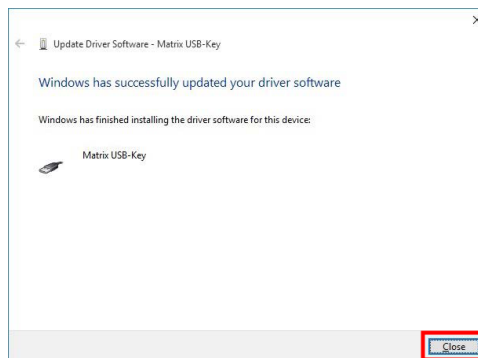 Update Driver Software - Matrix USB-Key
Windows has successfully updated your driver software
Windows has finished installing the driver software for this device:
Matrix USB-Key
Close